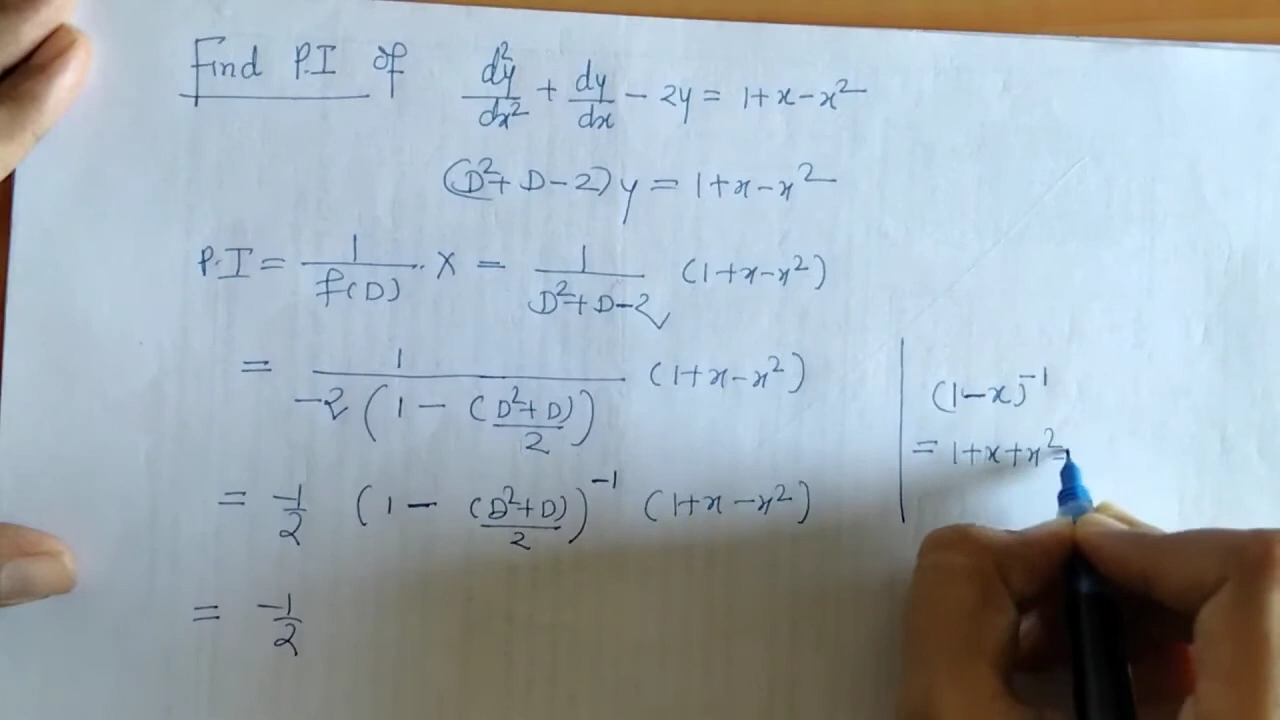 Find P.I of d²y/dx² + dy/dx - 2y = 1+x-x²
(D²+D-2)y = 1+x-x²
P.I = 1/f(D) . X = 1/(D²+D-2) (1+x-x²)
= 1/(-2(1-(D²+D)/2)) (1+x-x²)
= -1/2 (1-(D²+D)/2)⁻¹ (1+x-x²)
= -1/2
(1-x)⁻¹
= 1+x+x²